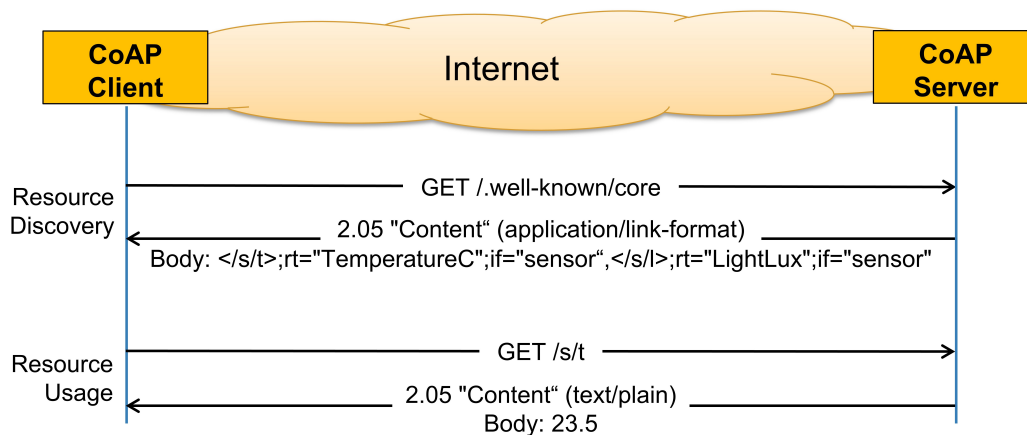 CoAP
Client
Internet
CoAP
Server
Resource
Discovery
GET /.well-known/core
2.05 "Content“ (application/link-format)
Body: </s/t>;rt="TemperatureC";if="sensor“,</s/l>;rt="LightLux";if="sensor"
Resource
Usage
GET /s/t
2.05 "Content“ (text/plain)
Body: 23.5